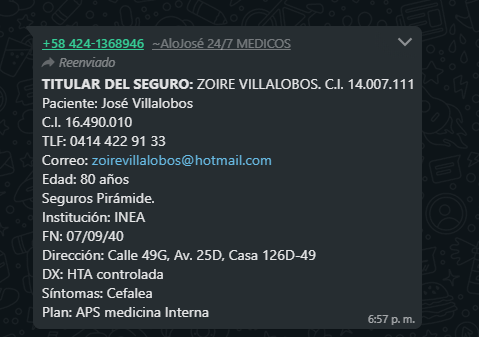 +58 424-1368946 ~AloJosé 24/7 MEDICOS
Reenviado
TITULAR DEL SEGURO: ZOIRE VILLALOBOS. C.I. 14.007.111
Paciente: José Villalobos
C.I. 16.490.010
TLF: 0414 422 91 33
Correo: zoirevillalobos@hotmail.com
Edad: 80 años
Seguros Pirámide.
Institución: INEA
FN: 07/09/40
Dirección: Calle 49G, Av. 25D, Casa 126D-49
DX: HTA controlada
Síntomas: Cefalea
Plan: APS medicina Interna
6:57 p. m.